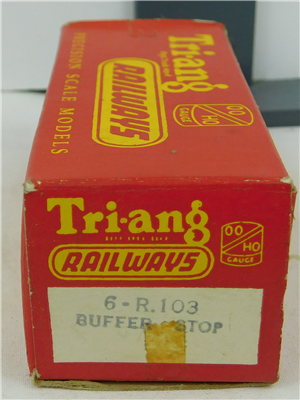 PRECISION SCALE MODELS
Tri-ang
RAILWAYS
OO
HO
GAUGE
Tri-ang
RAILWAYS
OO
HO
GAUGE
6-R.103
BUFFER STOP